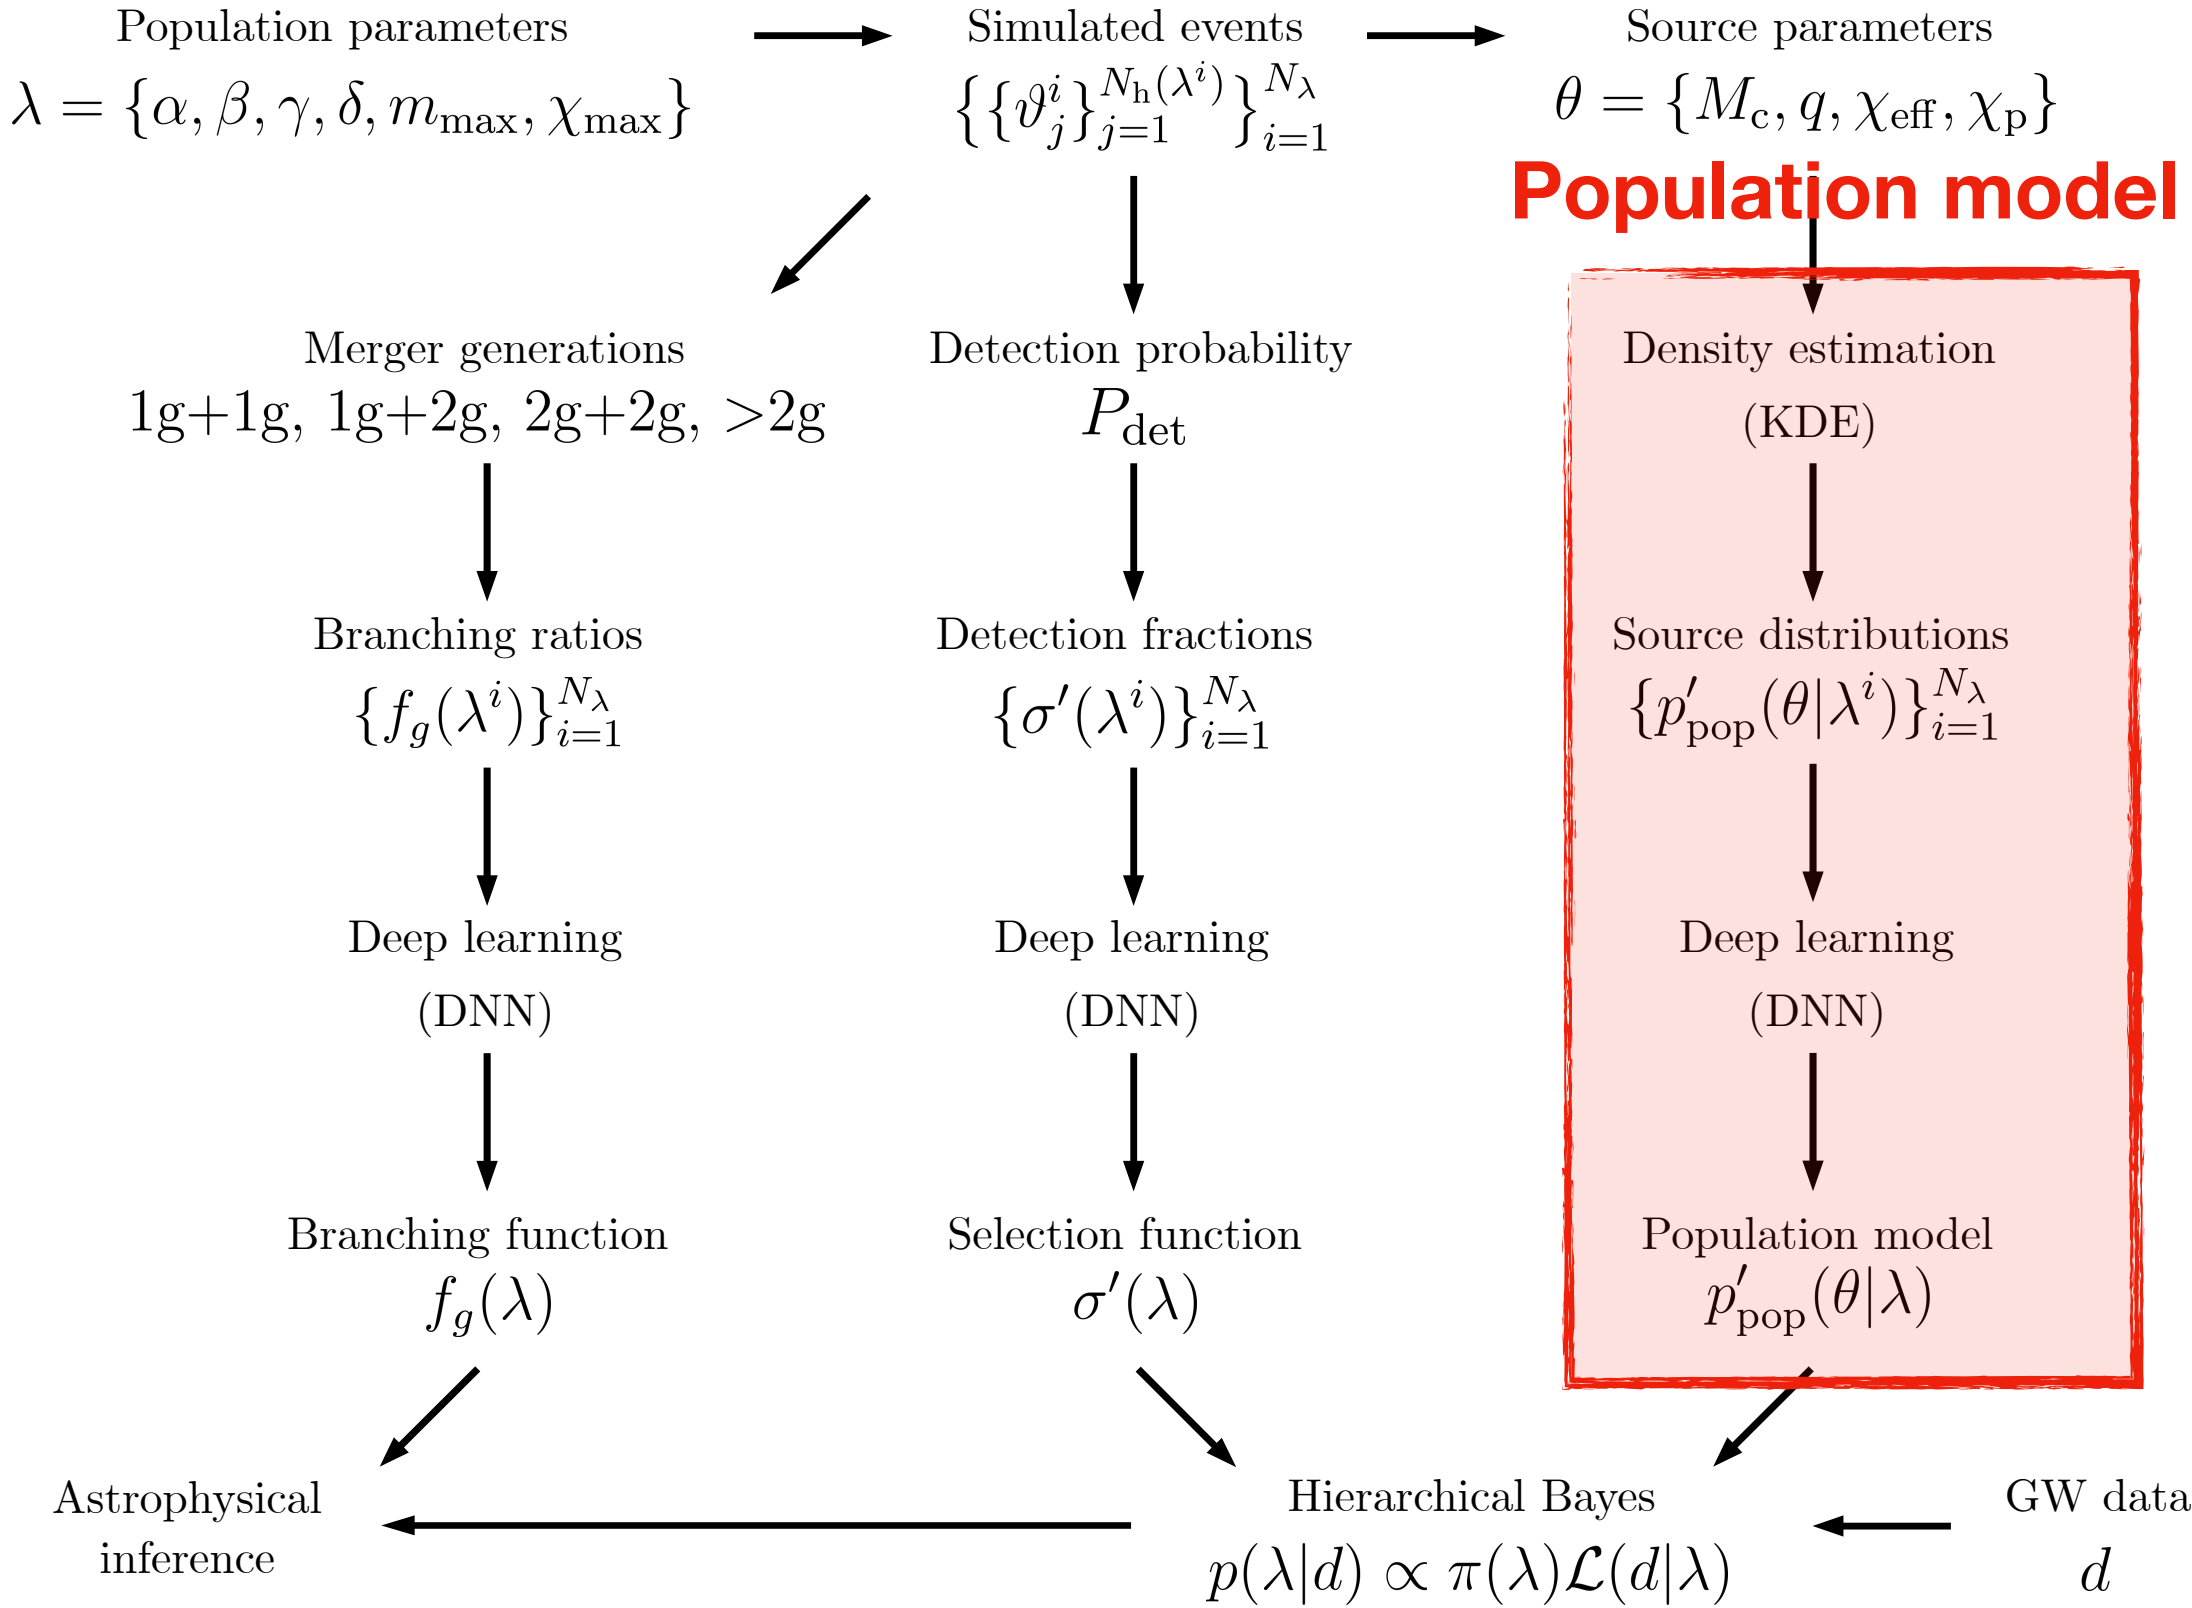 Population parameters
λ = {α, β, γ, δ, m_max, χ_max}
Simulated events
{{ϑ_j^i}_{j=1}^{N_h(λ^i)}}_{i=1}^{N_λ}
Source parameters
θ = {M_c, q, χ_eff, χ_p}
Population model
Merger generations
1g+1g, 1g+2g, 2g+2g, >2g
Detection probability
P_det
Density estimation
(KDE)
Branching ratios
{f_g(λ^i)}_{i=1}^{N_λ}
Detection fractions
{σ′(λ^i)}_{i=1}^{N_λ}
Source distributions
{p′_pop(θ|λ^i)}_{i=1}^{N_λ}
Deep learning
(DNN)
Deep learning
(DNN)
Deep learning
(DNN)
Branching function
f_g(λ)
Selection function
σ′(λ)
Population model
p′_pop(θ|λ)
Astrophysical
inference
Hierarchical Bayes
p(λ|d) ∝ π(λ)ℒ(d|λ)
GW data
d